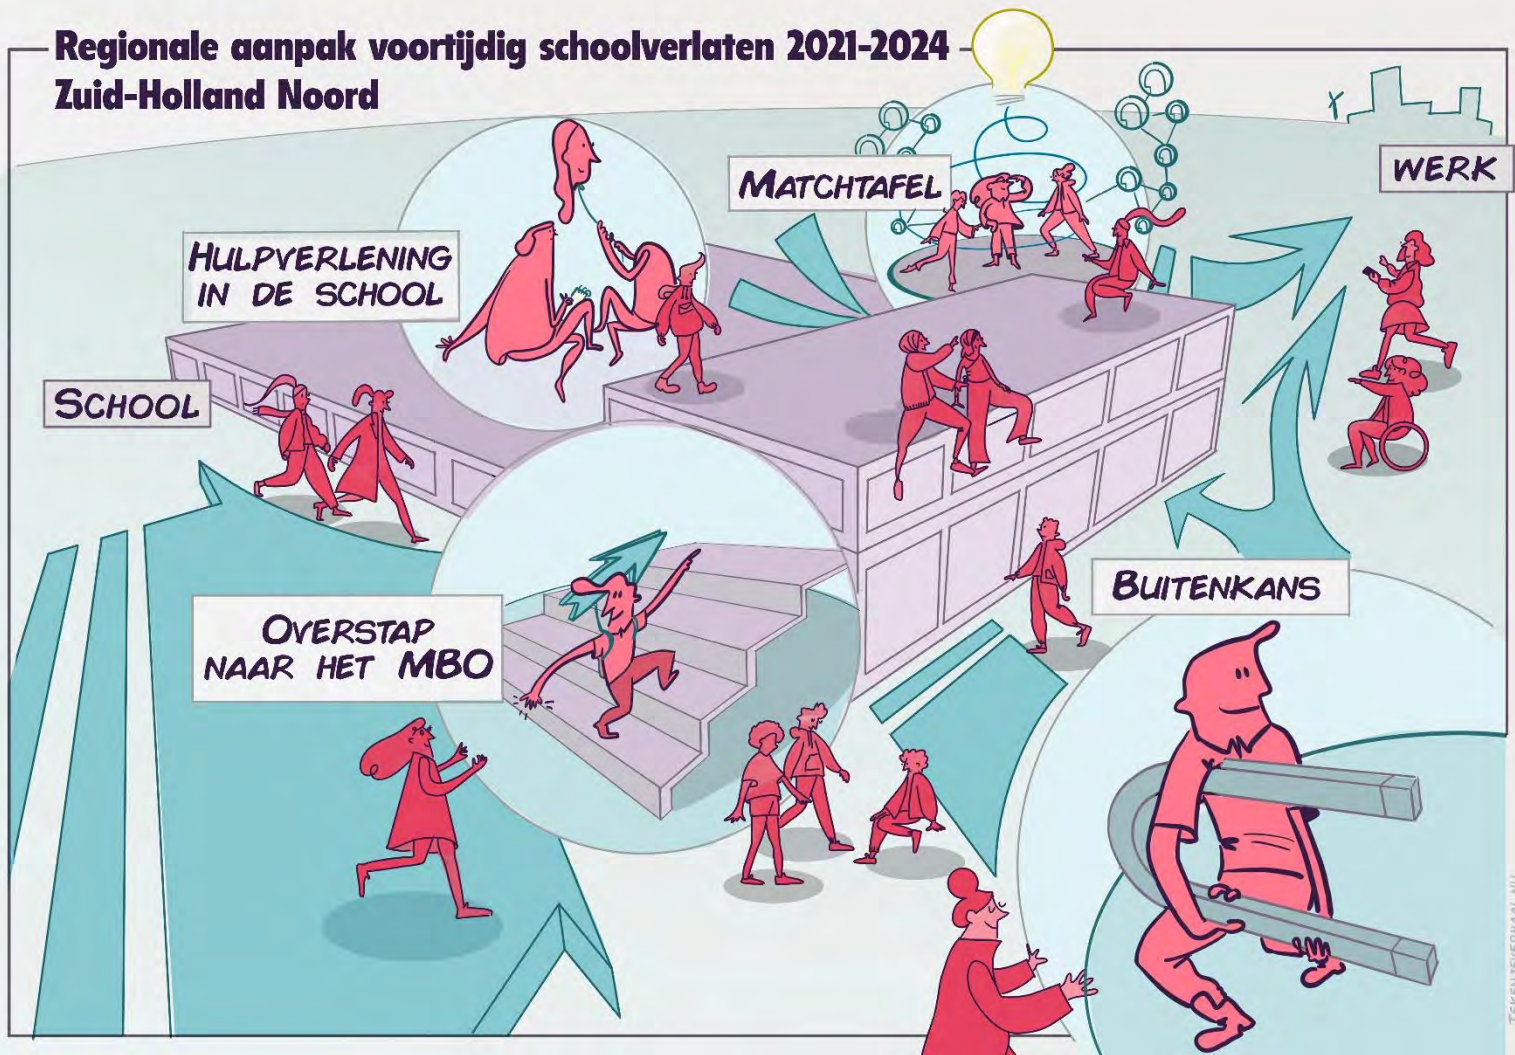 Regionale aanpak voortijdig schoolverlaten 2021-2024
Zuid-Holland Noord
MATCHTAFEL
WERK
HULPVERLENING
IN DE SCHOOL
SCHOOL
BUITENKANS
OVERSTAP
NAAR HET MBO